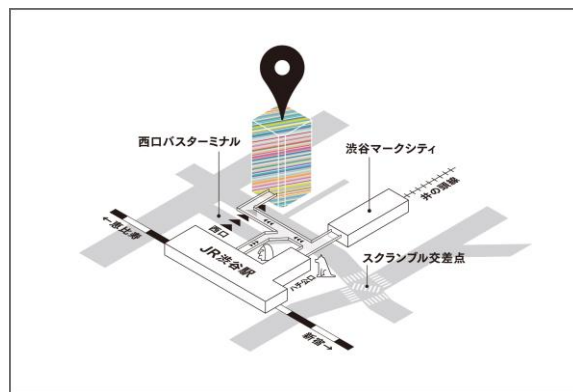 西口バスターミナル
渋谷マークシティ
井の頭線
←恵比寿
西口
JR渋谷駅
ハチ公口
スクランブル交差点
新宿→